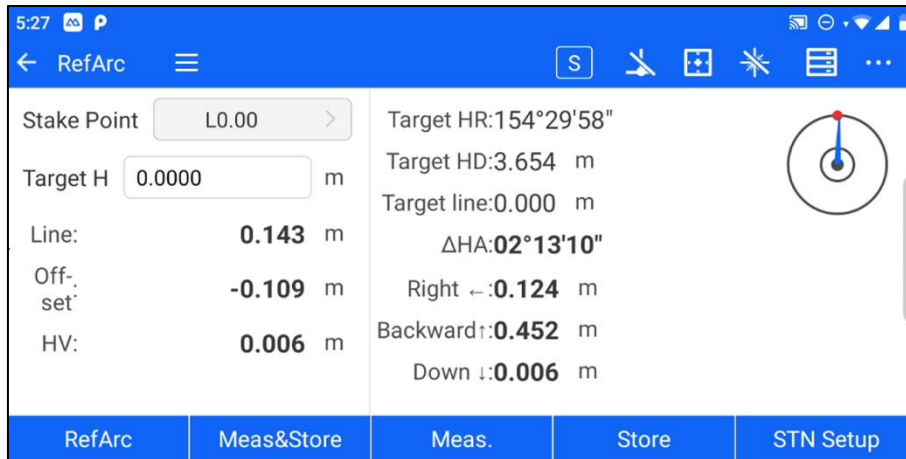 5:27
RefArc
S
Stake Point L0.00
Target H 0.0000 m
Line: 0.143 m
Off-set: -0.109 m
HV: 0.006 m
Target HR:154°29'58"
Target HD:3.654 m
Target line:0.000 m
ΔHA:02°13'10"
Right ←:0.124 m
Backward↑:0.452 m
Down ↓:0.006 m
RefArc Meas&Store Meas. Store STN Setup